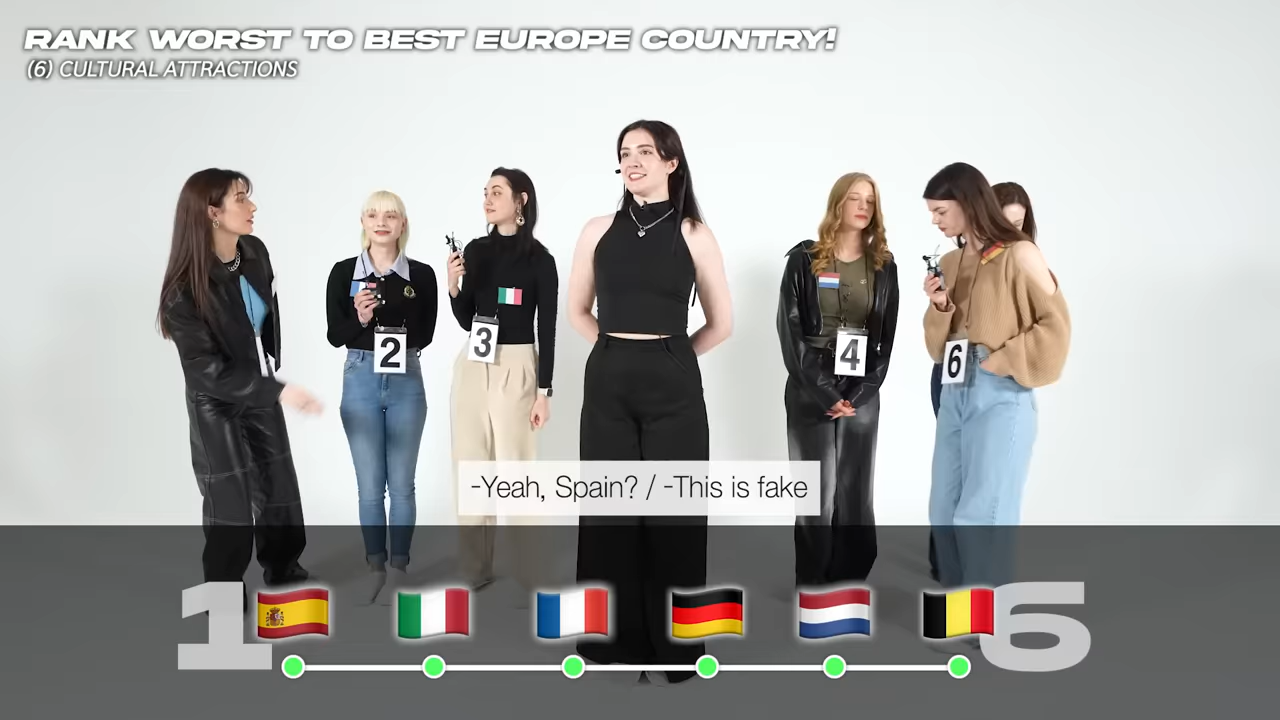 RANK WORST TO BEST EUROPE COUNTRY!
(6) CULTURAL ATTRACTIONS
2
3
4
6
-Yeah, Spain? / -This is fake
1
6